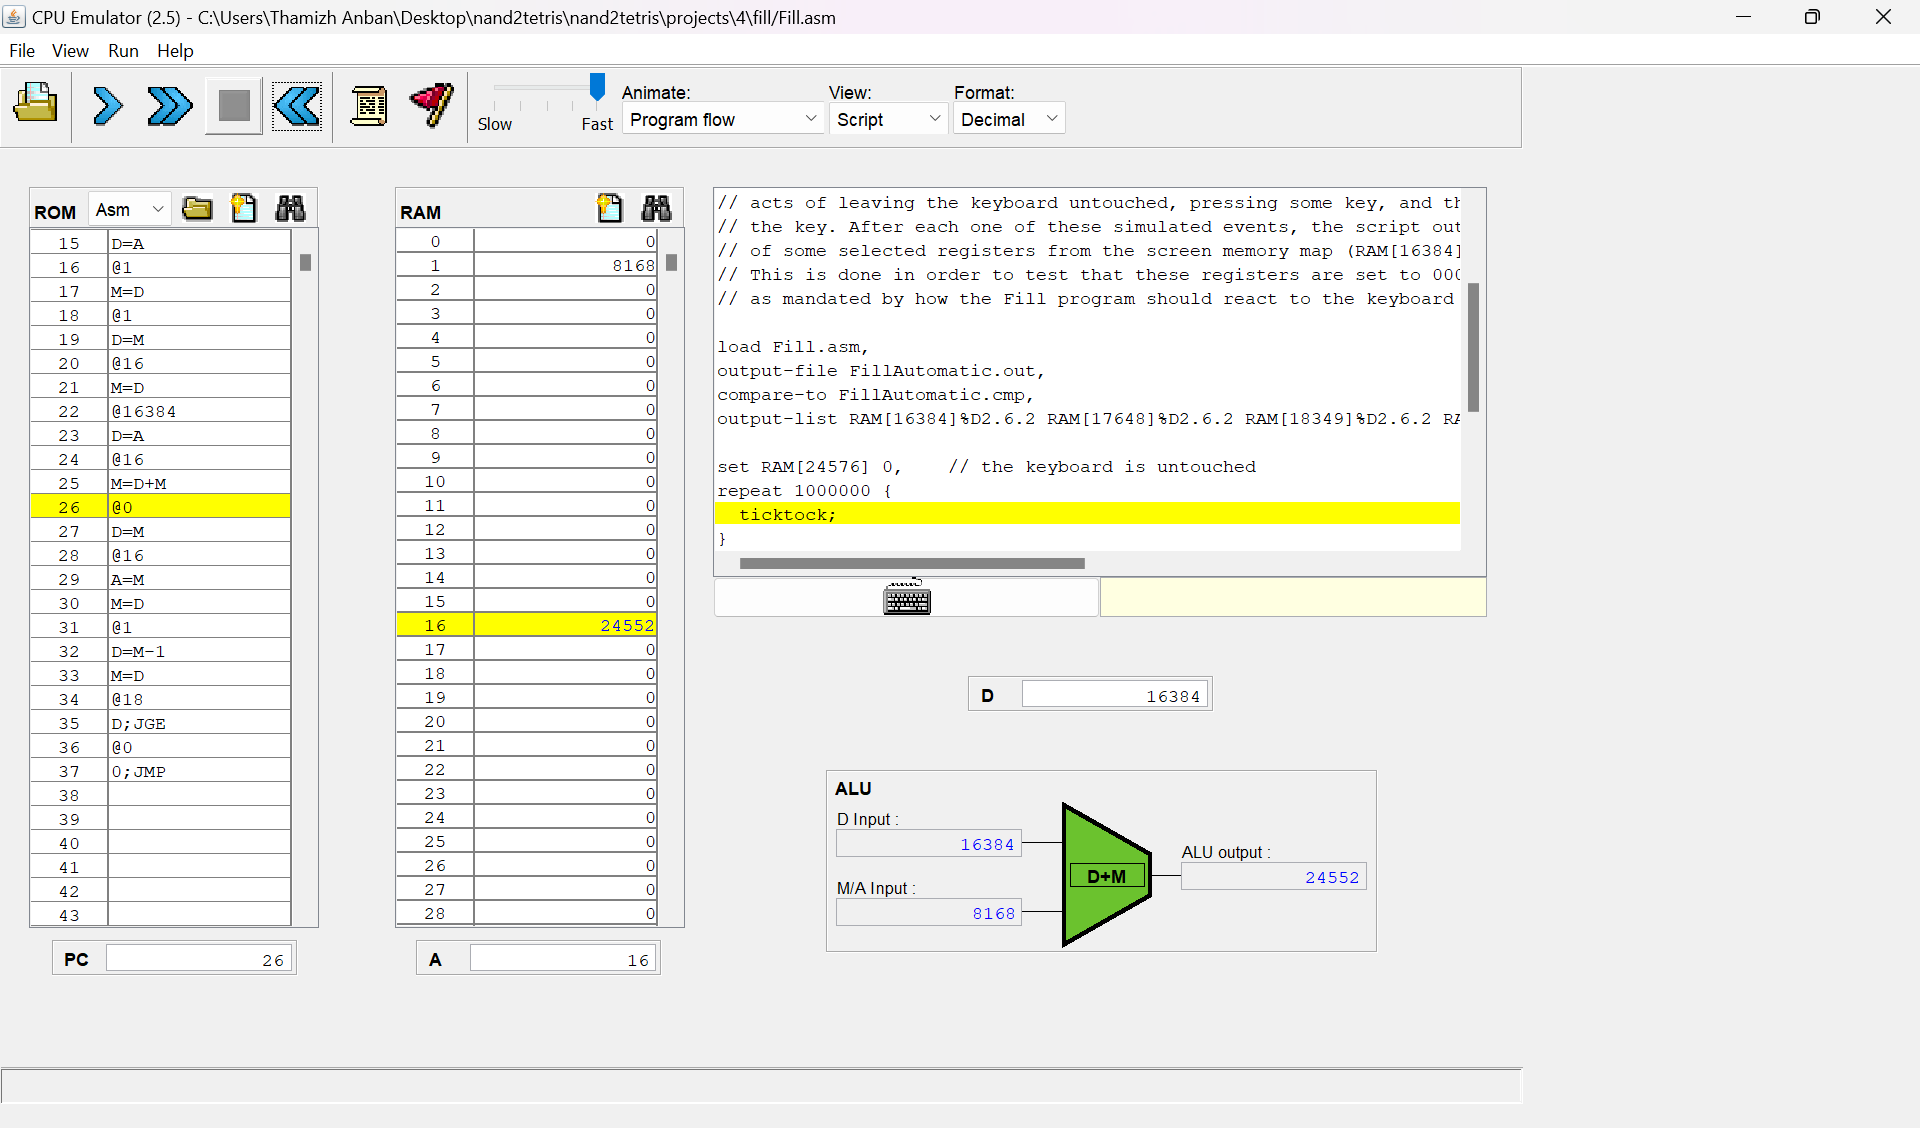 CPU Emulator (2.5) - C:\Users\Thamizh Anban\Desktop\nand2tetris\nand2tetris\projects\4\fill/Fill.asm
File View Run Help
Slow Fast
Animate: View: Format:
Program flow Script Decimal
ROM Asm
15 D=A
16 @1
17 M=D
18 @1
19 D=M
20 @16
21 M=D
22 @16384
23 D=A
24 @16
25 M=D+M
26 @0
27 D=M
28 @16
29 A=M
30 M=D
31 @1
32 D=M-1
33 M=D
34 @18
35 D;JGE
36 @0
37 0;JMP
38
39
40
41
42
43
PC 26
RAM
0 0
1 8168
2 0
3 0
4 0
5 0
6 0
7 0
8 0
9 0
10 0
11 0
12 0
13 0
14 0
15 0
16 24552
17 0
18 0
19 0
20 0
21 0
22 0
23 0
24 0
25 0
26 0
27 0
28 0
A 16
// acts of leaving the keyboard untouched, pressing some key, and th
// the key. After each one of these simulated events, the script out
// of some selected registers from the screen memory map (RAM[16384]
// This is done in order to test that these registers are set to 000
// as mandated by how the Fill program should react to the keyboard
load Fill.asm,
output-file FillAutomatic.out,
compare-to FillAutomatic.cmp,
output-list RAM[16384]%D2.6.2 RAM[17648]%D2.6.2 RAM[18349]%D2.6.2 RA
set RAM[24576] 0, // the keyboard is untouched
repeat 1000000 {
ticktock;
}
D 16384
ALU
D Input :
16384
M/A Input :
8168
D+M
ALU output :
24552